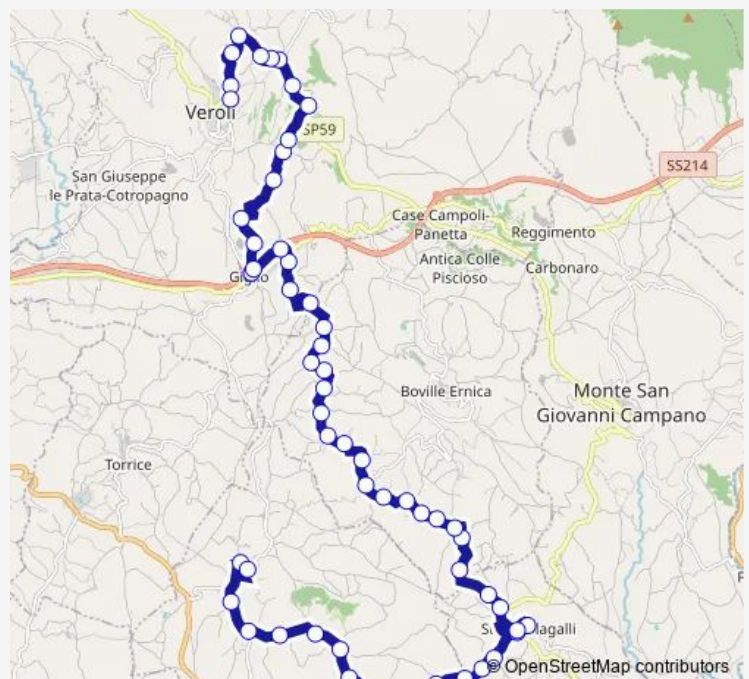 Veroli
SP59
SS214
San Giuseppe
le Prata-Cotropagno
Case Campoli-
Panetta
Reggimento
Antica Colle
Piscioso
Carbonaro
Giglio
Boville Ernica
Monte San
Giovanni Campano
Torrice
© OpenStreetMap contributors